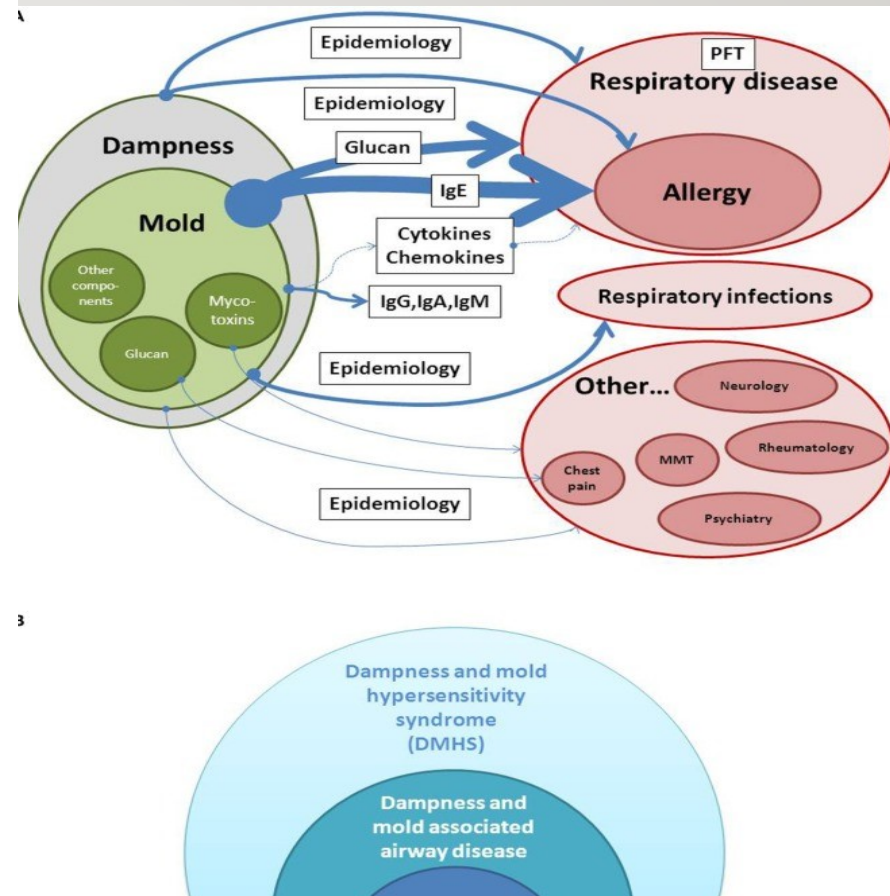 A
Epidemiology
PFT
Respiratory disease
Epidemiology
Dampness
Glucan
IgE
Allergy
Mold
Cytokines
Chemokines
Other
compo-
nents
Myco-
toxins
IgG,IgA,IgM
Respiratory infections
Glucan
Epidemiology
Other...
Neurology
Rheumatology
MMT
Chest
pain
Epidemiology
Psychiatry
B
Dampness and mold
hypersensitivity
syndrome
(DMHS)
Dampness and
mold associated
airway disease